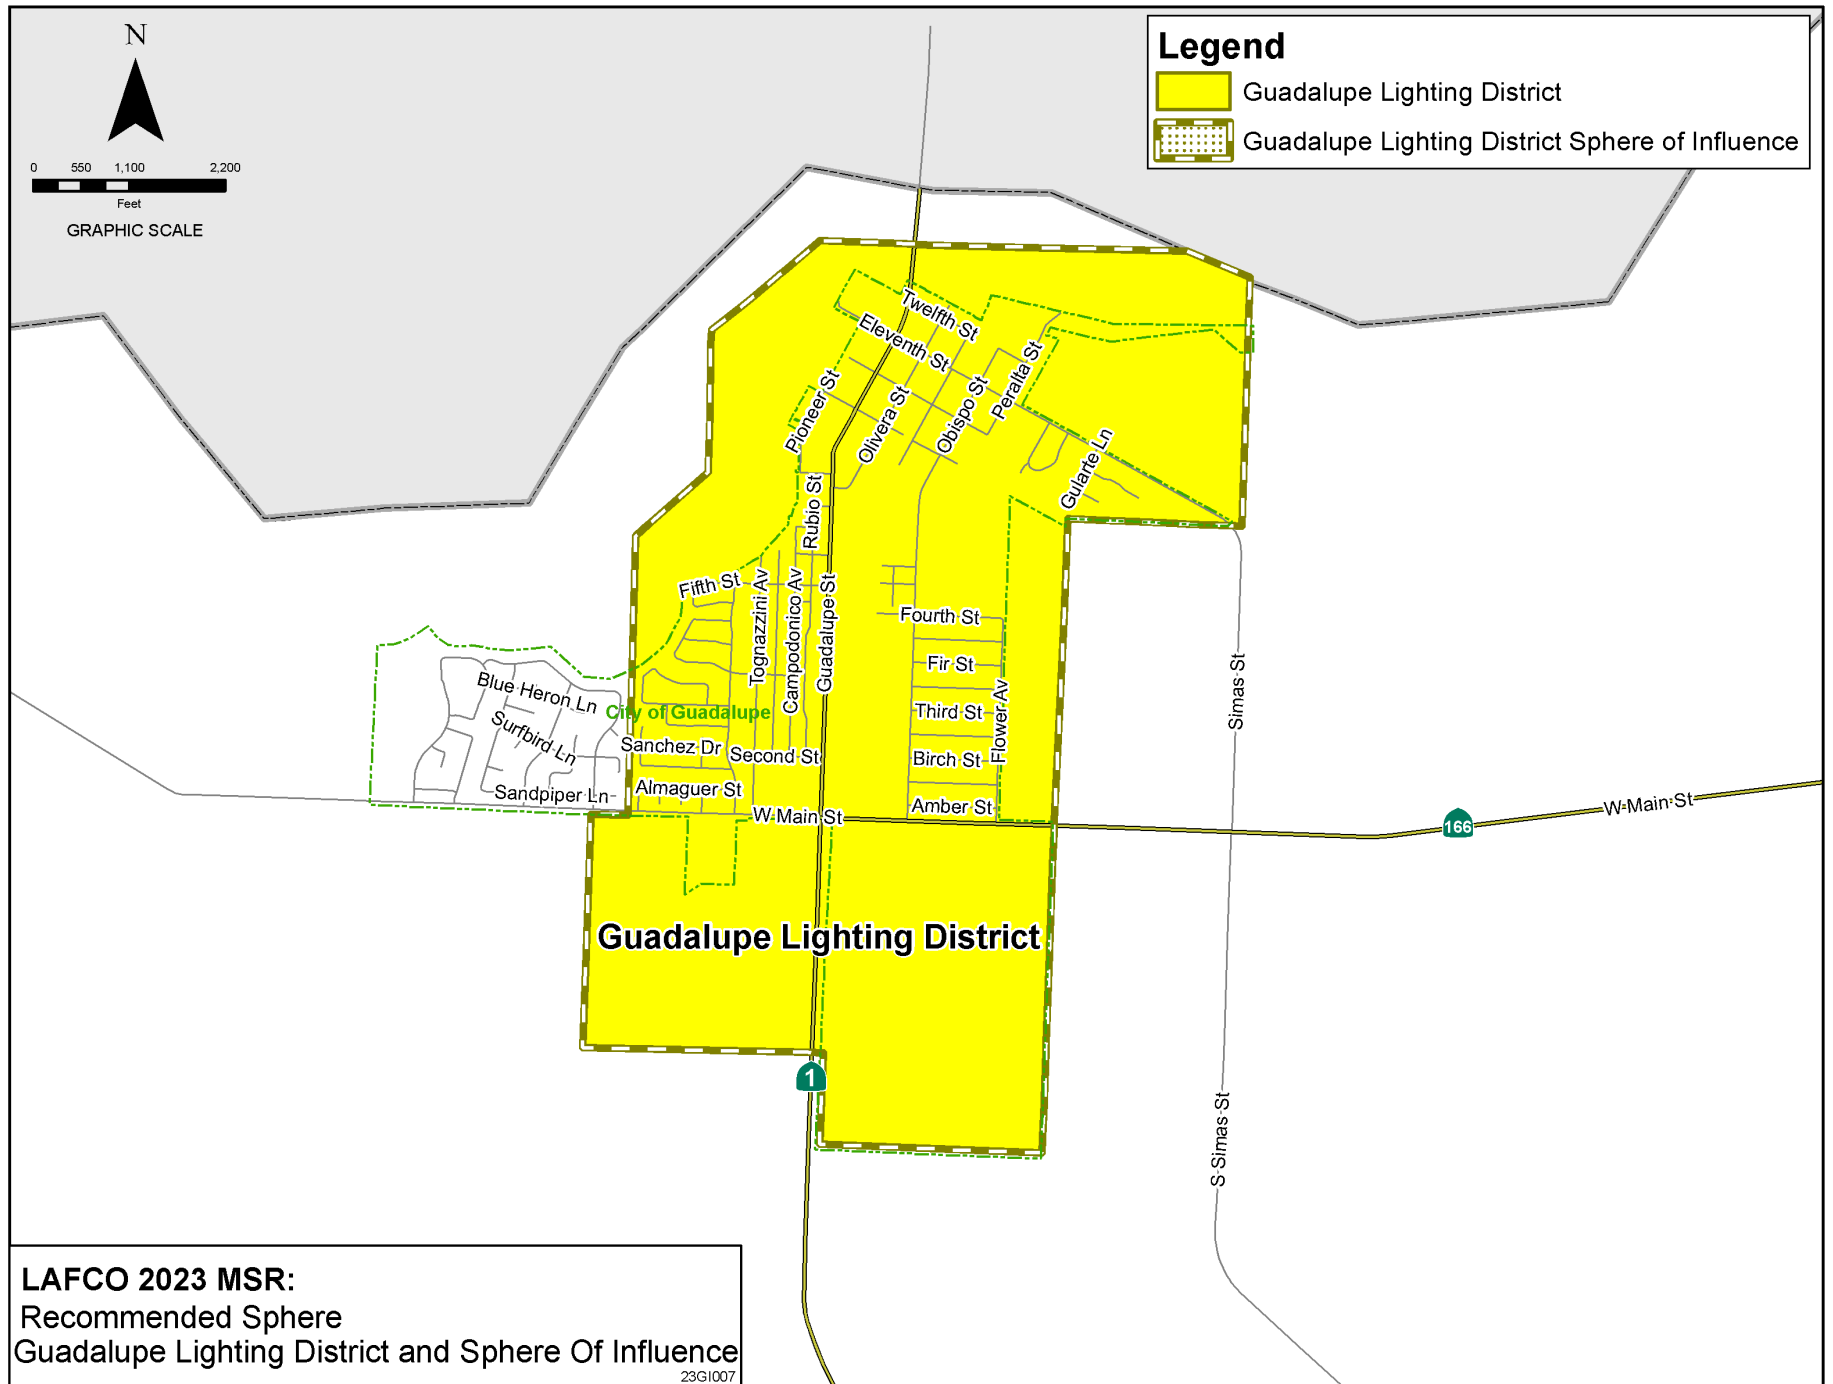 N
0 550 1,100 2,200
Feet
GRAPHIC SCALE
Legend
Guadalupe Lighting District
Guadalupe Lighting District Sphere of Influence
Twelfth St
Eleventh St
Pioneer St
Olivera St
Obispo St
Peralta St
Gularte Ln
Rubio St
Fifth St
Tognazzini Av
Campodonico Av
Guadalupe St
Fourth St
Fir St
Third St
Flower Av
Birch St
Amber St
Simas St
Blue Heron Ln
Surfbird Ln
Sandpiper Ln
City of Guadalupe
Sanchez Dr
Second St
Almaguer St
W Main St
166
W Main St
Guadalupe Lighting District
1
S Simas St
LAFCO 2023 MSR:
Recommended Sphere
Guadalupe Lighting District and Sphere Of Influence
23GI007